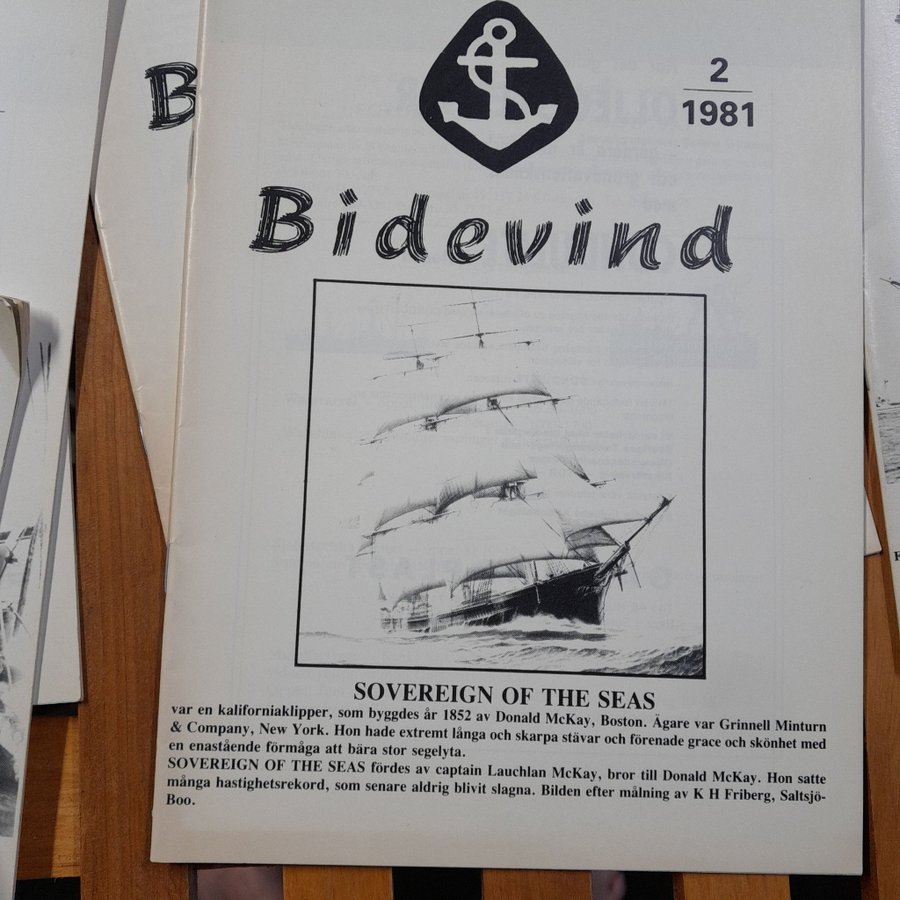 B
2
1981
Bidevind
SOVEREIGN OF THE SEAS
var en kaliforniaklipper, som byggdes år 1852 av Donald McKay, Boston. Ägare var Grinnell Minturn
& Company, New York. Hon hade extremt långa och skarpa stävar och förenade grace och skönhet med
en enastående förmåga att bära stor segelyta.
SOVEREIGN OF THE SEAS fördes av captain Lauchlan McKay, bror till Donald McKay. Hon satte
många hastighetsrekord, som senare aldrig blivit slagna. Bilden efter målning av K H Friberg, Saltsjö-
Boo.